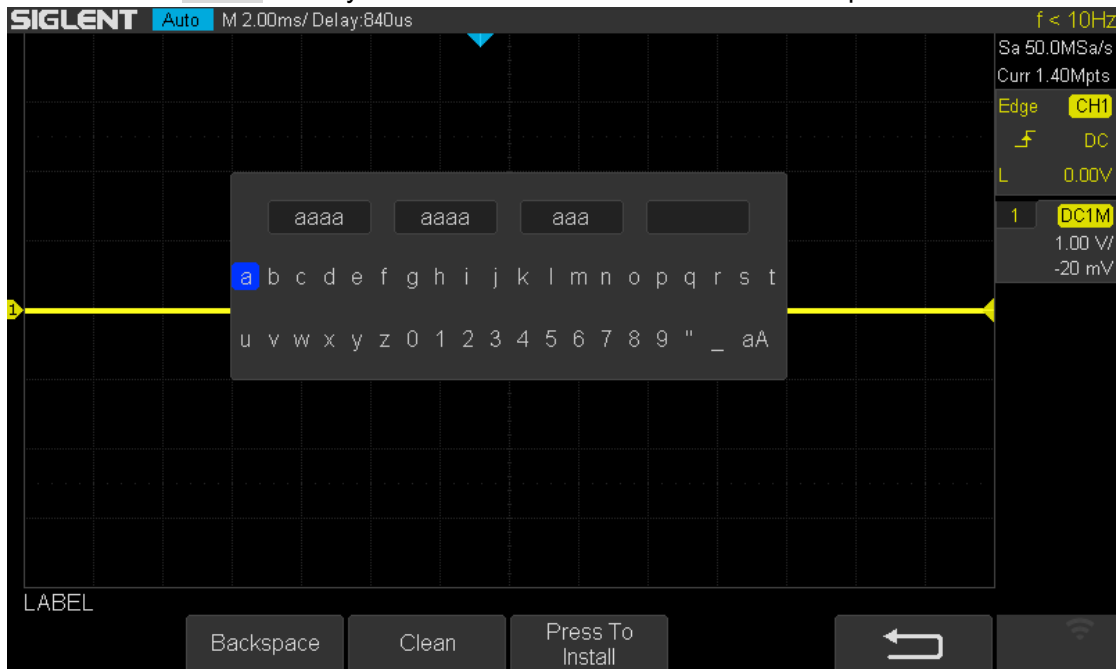 SIGLENT Auto M 2.00ms/ Delay:840us f < 10Hz
Sa 50.0MSa/s
Curr 1.40Mpts
Edge CH1
DC
L 0.00V
1 DC1M
1.00 V/
-20 mV
aaaa aaaa aaa
a b c d e f g h i j k l m n o p q r s t
1
u v w x y z 0 1 2 3 4 5 6 7 8 9 " _ aA
LABEL
Backspace Clean Press To
Install